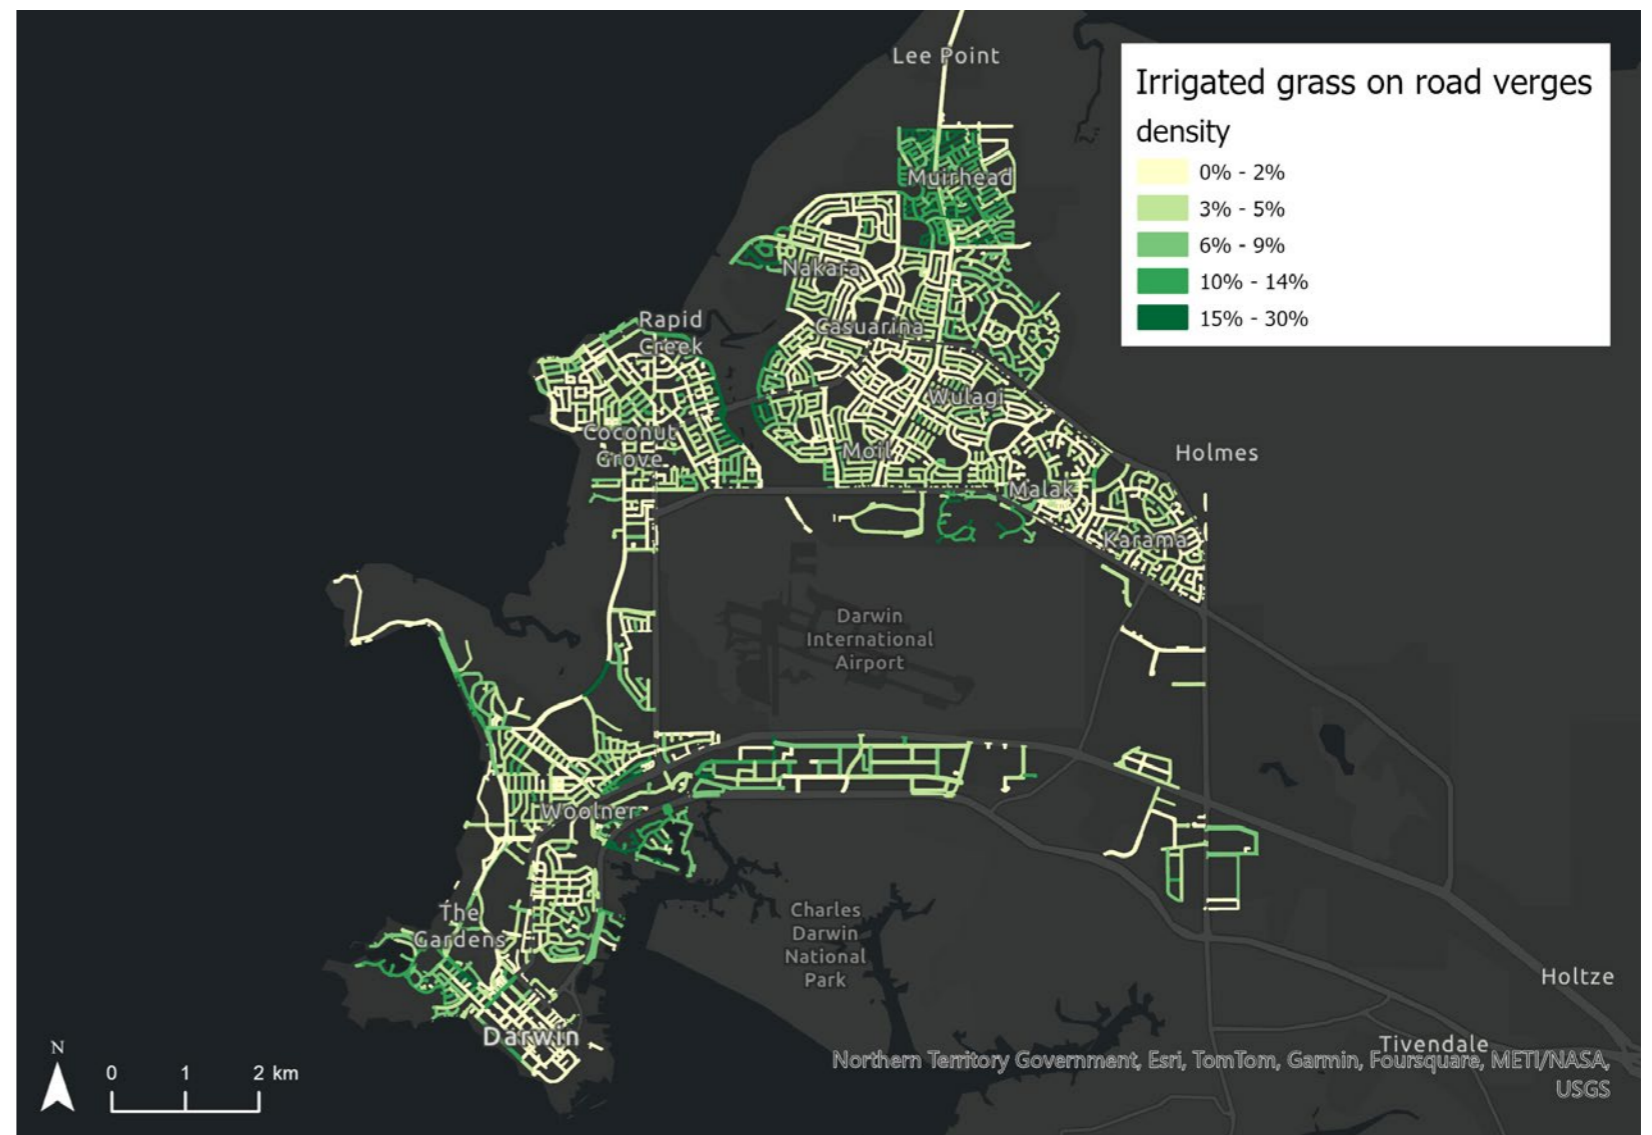 Lee Point
Irrigated grass on road verges
density
0% - 2%
3% - 5%
6% - 9%
10% - 14%
15% - 30%
Muirhead
Nakara
Rapid
Creek
Casuarina
Wulagi
Coconut
Grove
Moil
Holmes
Malak
Karama
Darwin
International
Airport
Woolner
The
Gardens
Charles
Darwin
National
Park
Holtze
Darwin
Tivendale
Northern Territory Government, Esri, TomTom, Garmin, Foursquare, METI/NASA,
USGS
N
0 1 2 km